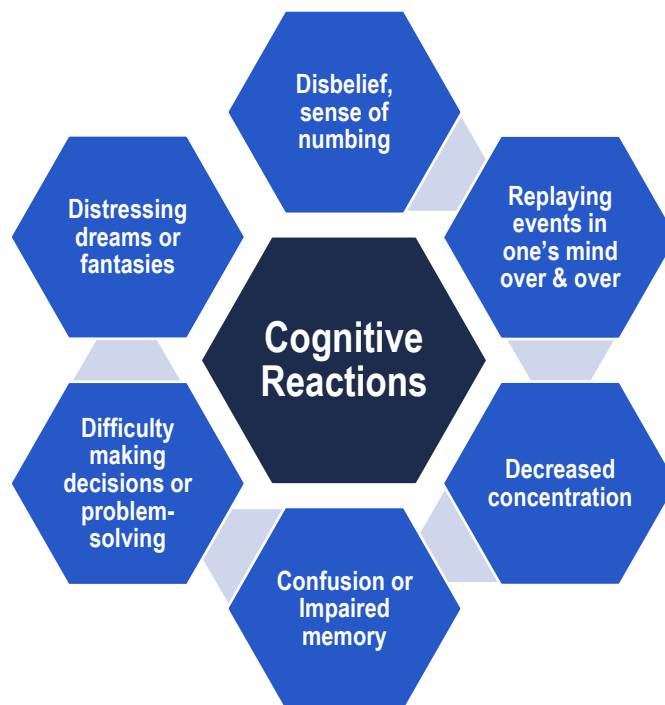 Disbelief,
sense of
numbing
Replaying
events in
one’s mind
over & over
Decreased
concentration
Confusion or
Impaired
memory
Difficulty
making
decisions or
problem-
solving
Distressing
dreams or
fantasies
Cognitive
Reactions